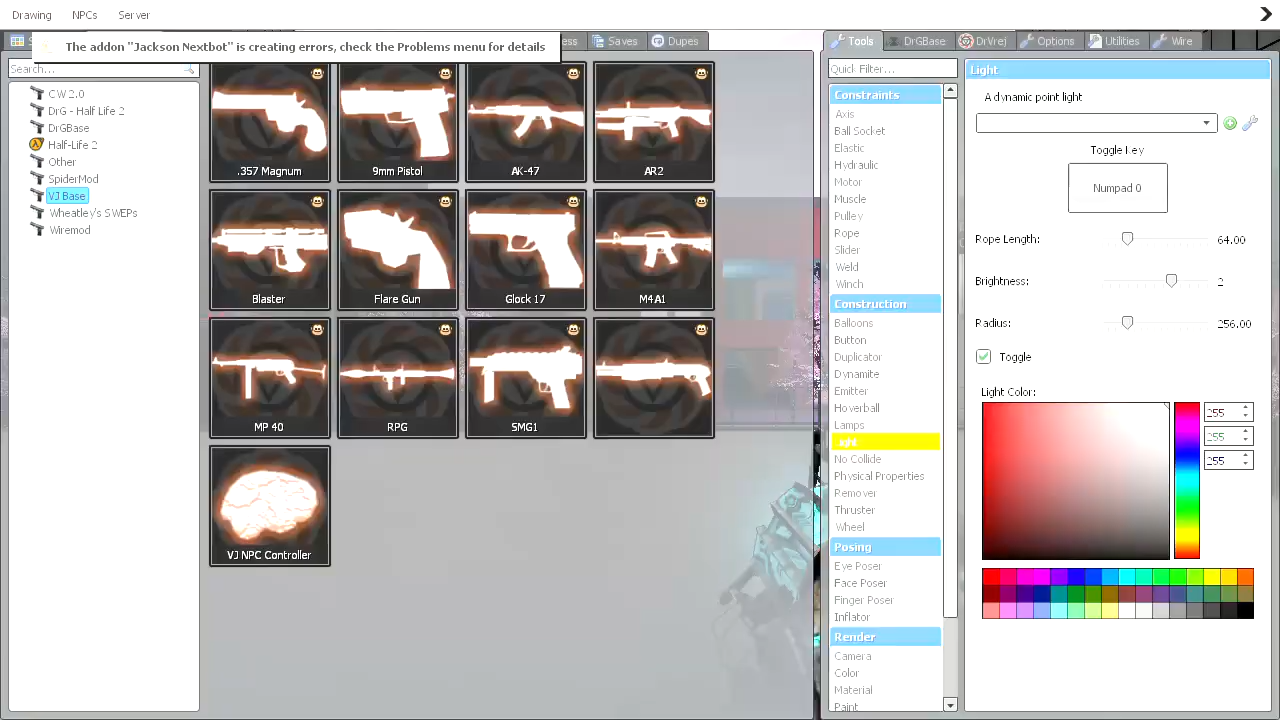 Drawing NPCs Server
The addon "Jackson Nextbot" is creating errors, check the Problems menu for details
Saves Dupes
Search...
CW 2.0
DrG - Half Life 2
DrGBase
Half-Life 2
Other
SpiderMod
VJ Base
Wheatley's SWEPs
Wiremod
.357 Magnum
9mm Pistol
AK-47
AR2
Blaster
Flare Gun
Glock 17
M4A1
MP 40
RPG
SMG1
VJ NPC Controller
Tools DrGBase DrVrej Options Utilities Wire
Quick Filter...
Constraints
Axis
Ball Socket
Elastic
Hydraulic
Motor
Muscle
Pulley
Rope
Slider
Weld
Winch
Construction
Balloons
Button
Duplicator
Dynamite
Emitter
Hoverball
Lamps
Light
No Collide
Physical Properties
Remover
Thruster
Wheel
Posing
Eye Poser
Face Poser
Finger Poser
Inflator
Render
Camera
Color
Material
Paint
Light
A dynamic point light
Toggle Key
Numpad 0
Rope Length: 64.00
Brightness: 2
Radius: 256.00
Toggle
Light Color:
255
255
255